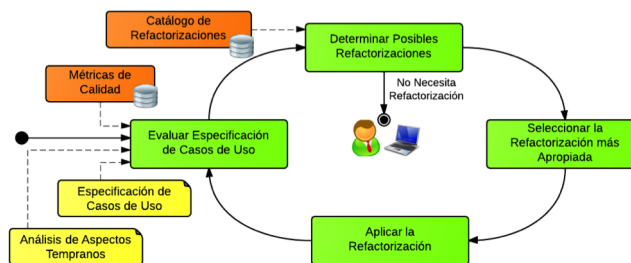 Catálogo de
Refactorizaciones
Determinar Posibles
Refactorizaciones
Métricas de
Calidad
No Necesita
Refactorización
Evaluar Especificación
de Casos de Uso
Seleccionar la
Refactorización más
Apropiada
Especificación de
Casos de Uso
Análisis de Aspectos
Tempranos
Aplicar la
Refactorización